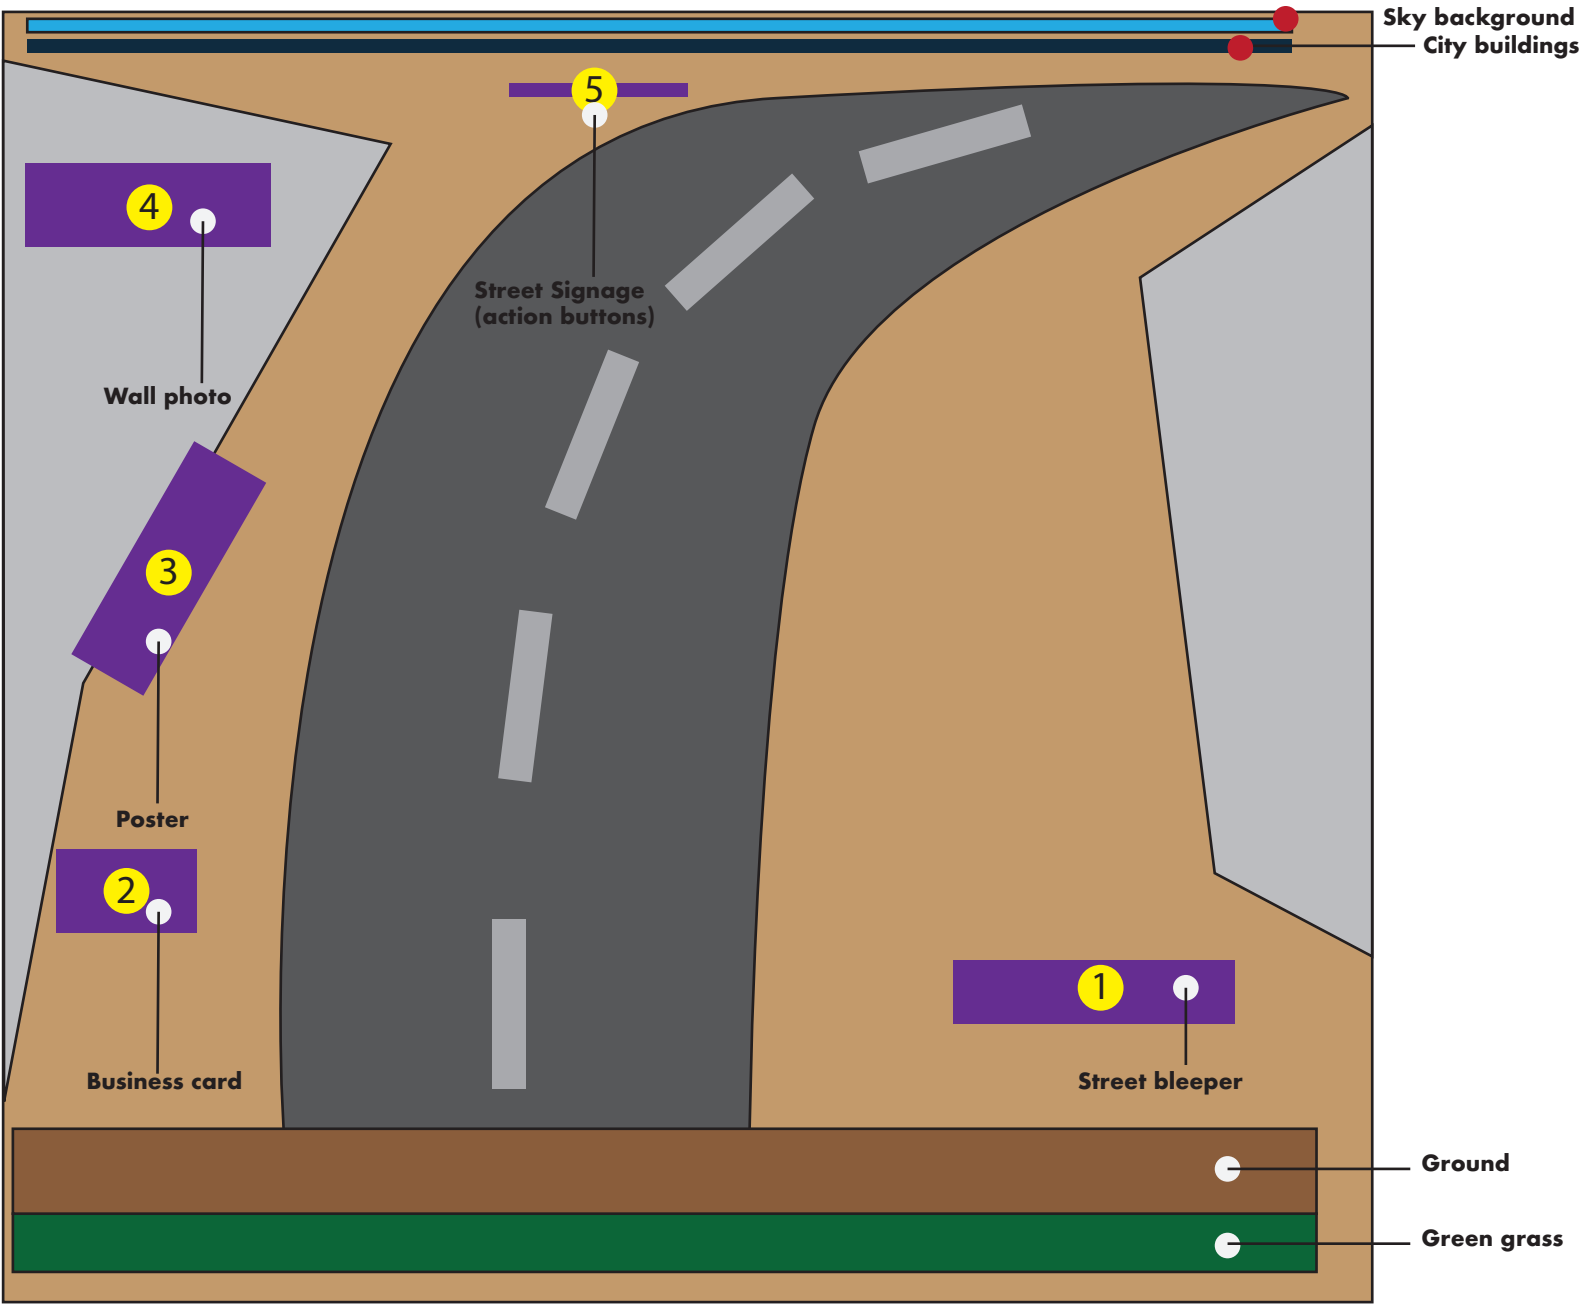 Sky background
City buildings
5
4
Street Signage
(action buttons)
Wall photo
3
Poster
2
1
Business card
Street bleeper
Ground
Green grass